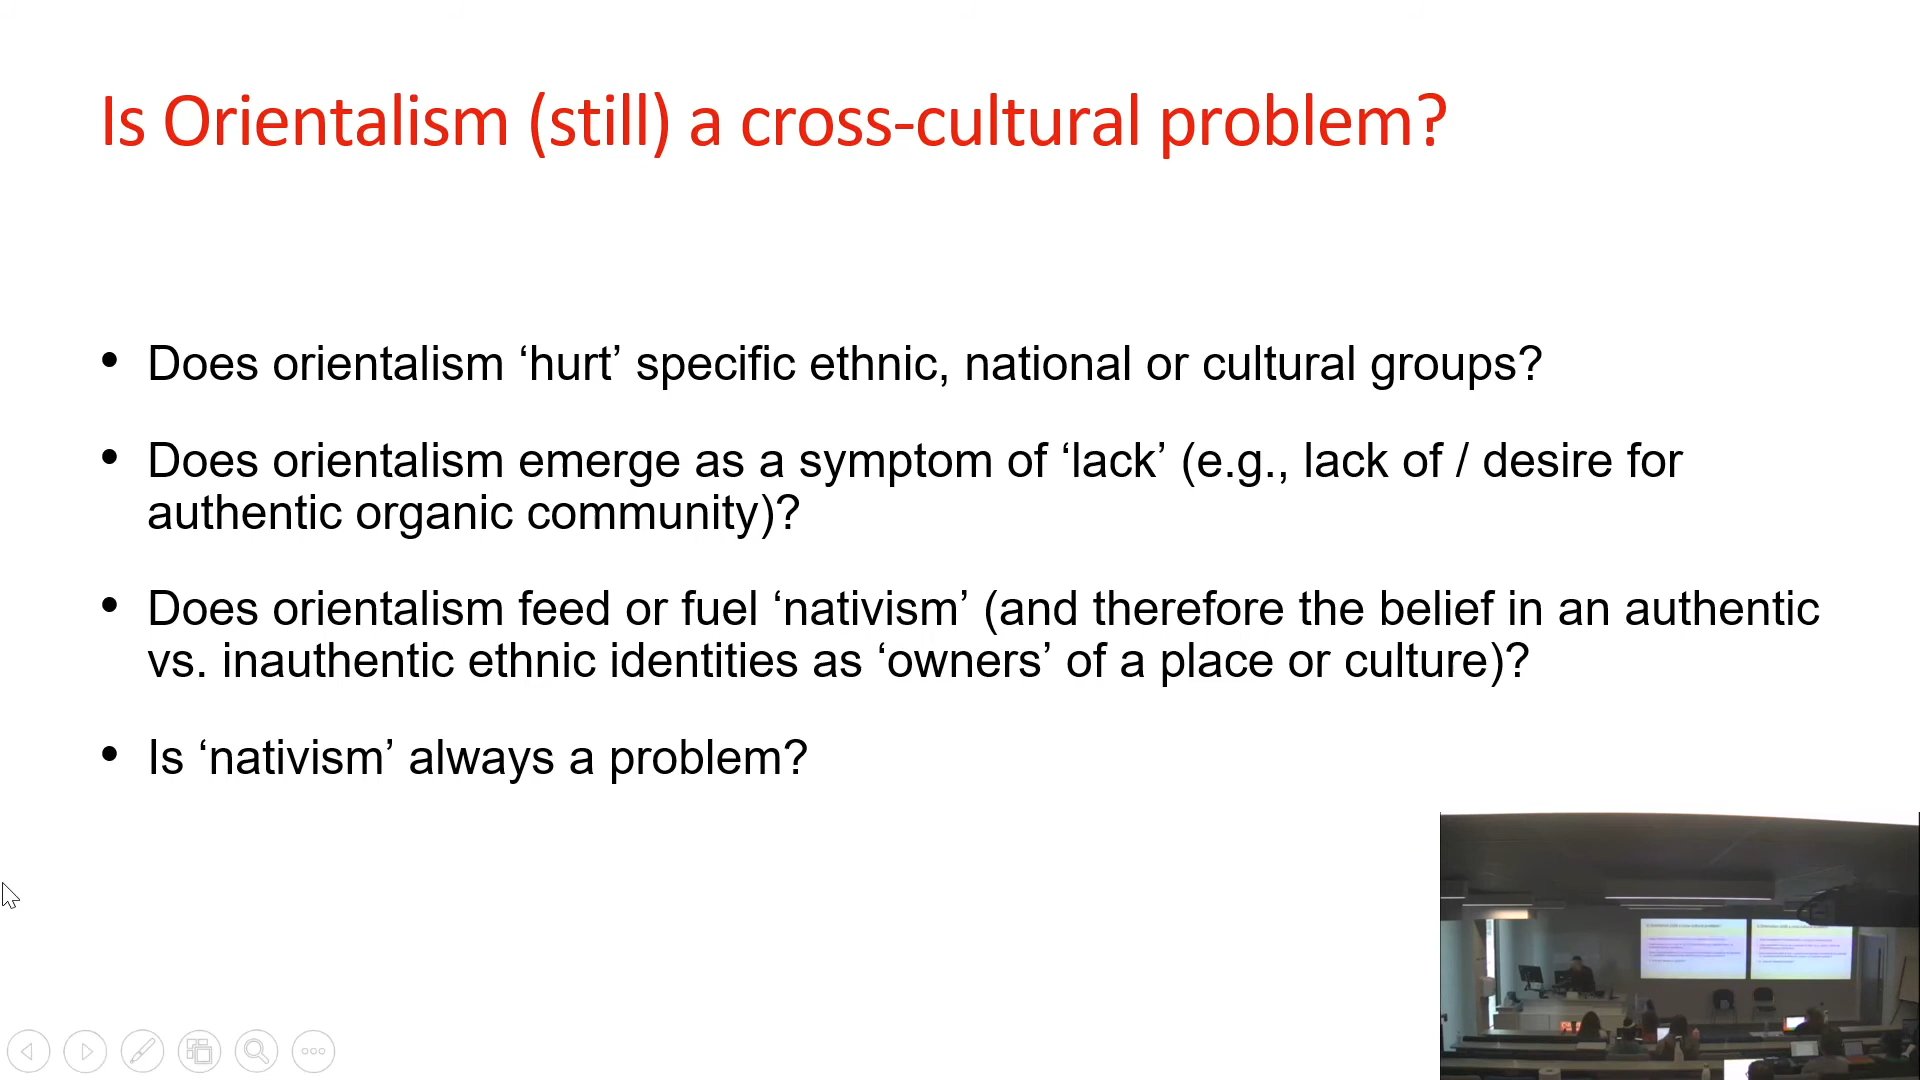 Is Orientalism (still) a cross-cultural problem?
• Does orientalism ‘hurt’ specific ethnic, national or cultural groups?
• Does orientalism emerge as a symptom of ‘lack’ (e.g., lack of / desire for
authentic organic community)?
• Does orientalism feed or fuel ‘nativism’ (and therefore the belief in an authentic
vs. inauthentic ethnic identities as ‘owners’ of a place or culture)?
• Is ‘nativism’ always a problem?